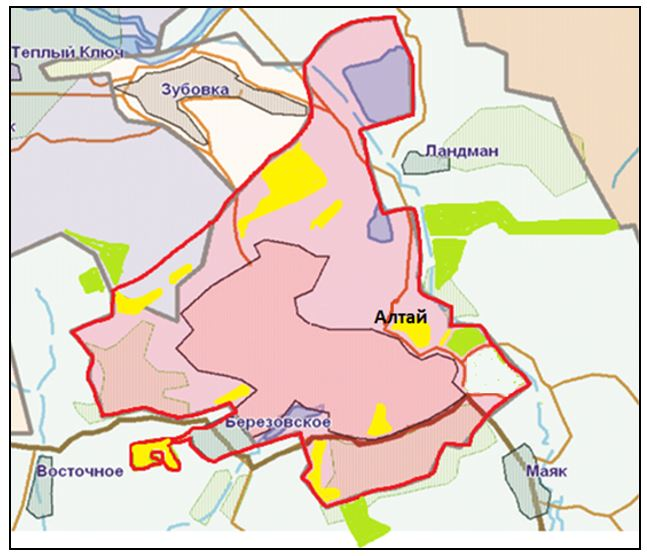 Теплый Ключ
Зубовка
к
Ландман
Алтай
Березовское
Восточное
Маяк